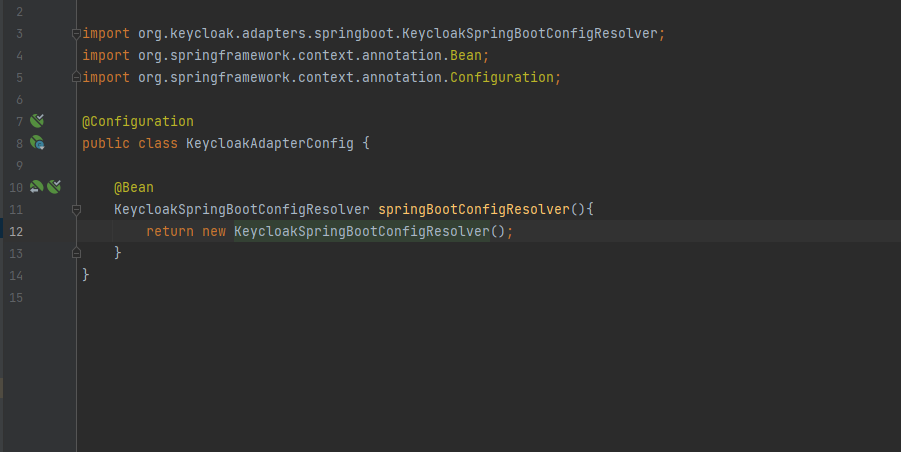 2
3 import org.keycloak.adapters.springboot.KeycloakSpringBootConfigResolver;
4 import org.springframework.context.annotation.Bean;
5 import org.springframework.context.annotation.Configuration;
6
7 @Configuration
8 public class KeycloakAdapterConfig {
9
10 @Bean
11 KeycloakSpringBootConfigResolver springBootConfigResolver(){
12 return new KeycloakSpringBootConfigResolver();
13 }
14 }
15